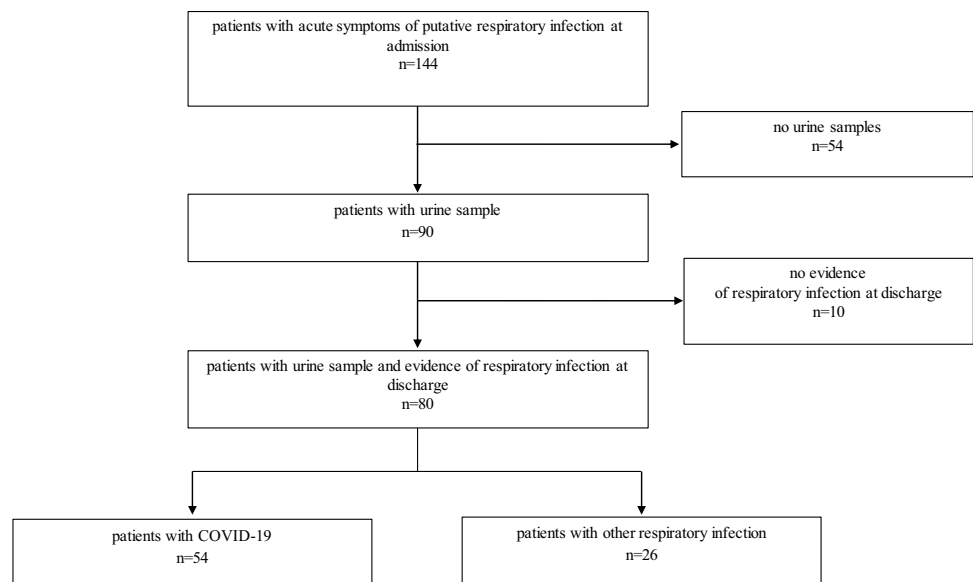 patients with acute symptoms of putative respiratory infection at
admission
n=144
no urine samples
n=54
patients with urine sample
n=90
no evidence
of respiratory infection at discharge
n=10
patients with urine sample and evidence of respiratory infection at
discharge
n=80
patients with COVID-19
n=54
patients with other respiratory infection
n=26